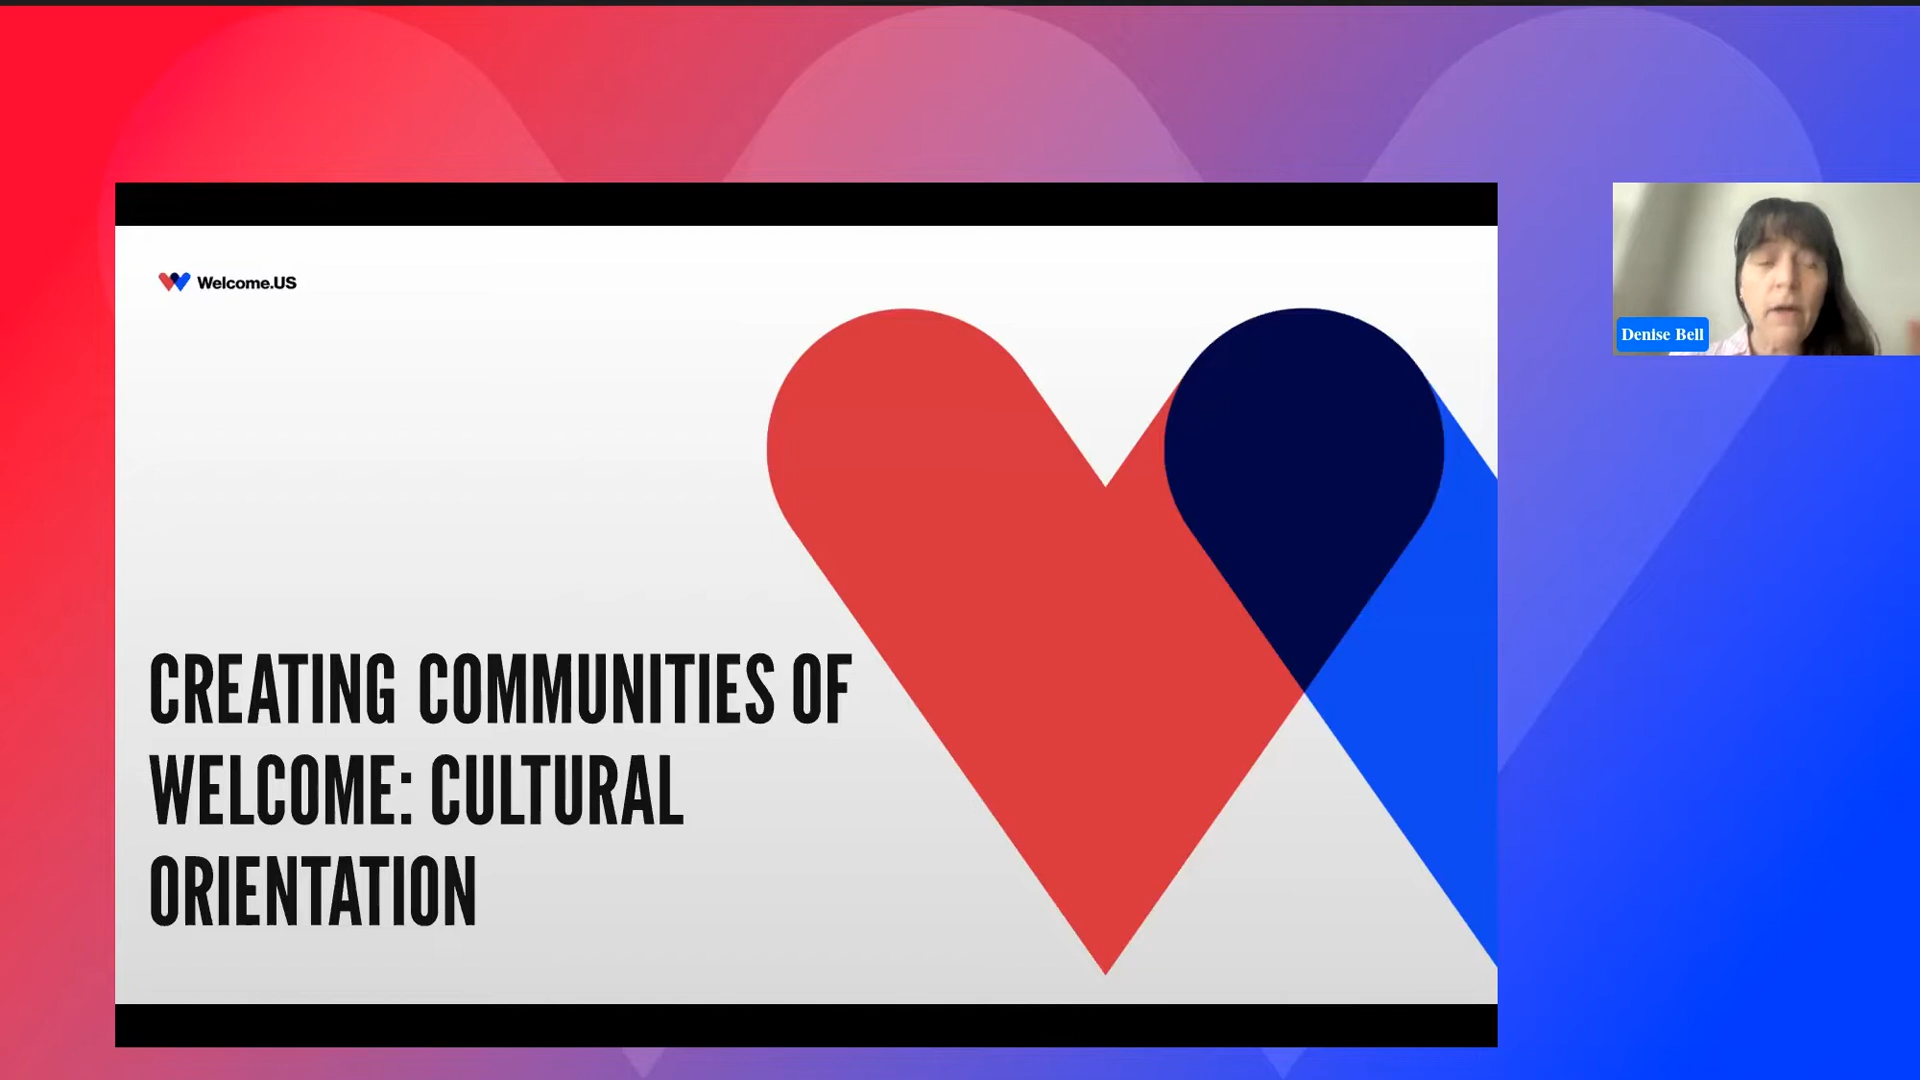 Welcome.US
Denise Bell
CREATING COMMUNITIES OF
WELCOME: CULTURAL
ORIENTATION